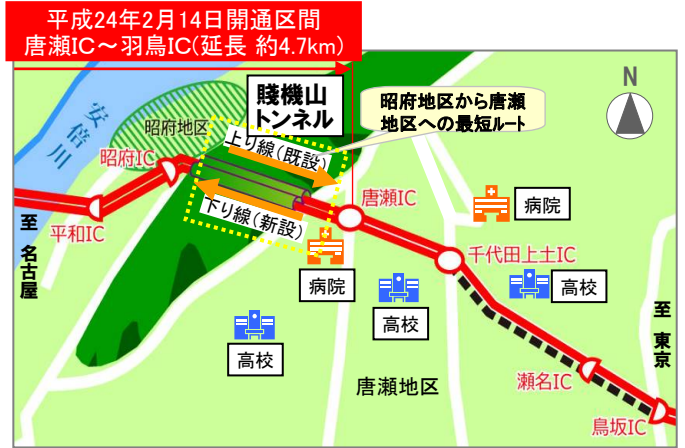 平成24年2月14日開通区間
唐瀬IC～羽鳥IC(延長 約4.7km)
安倍川
昭府地区
賤機山
トンネル
昭府地区から唐瀬
地区への最短ルート
N
昭府IC
上り線(既設)
下り線(新設)
唐瀬IC
病院
平和IC
至 名古屋
千代田上土IC
病院
高校
高校
高校
至 東京
唐瀬地区
瀬名IC
鳥坂IC